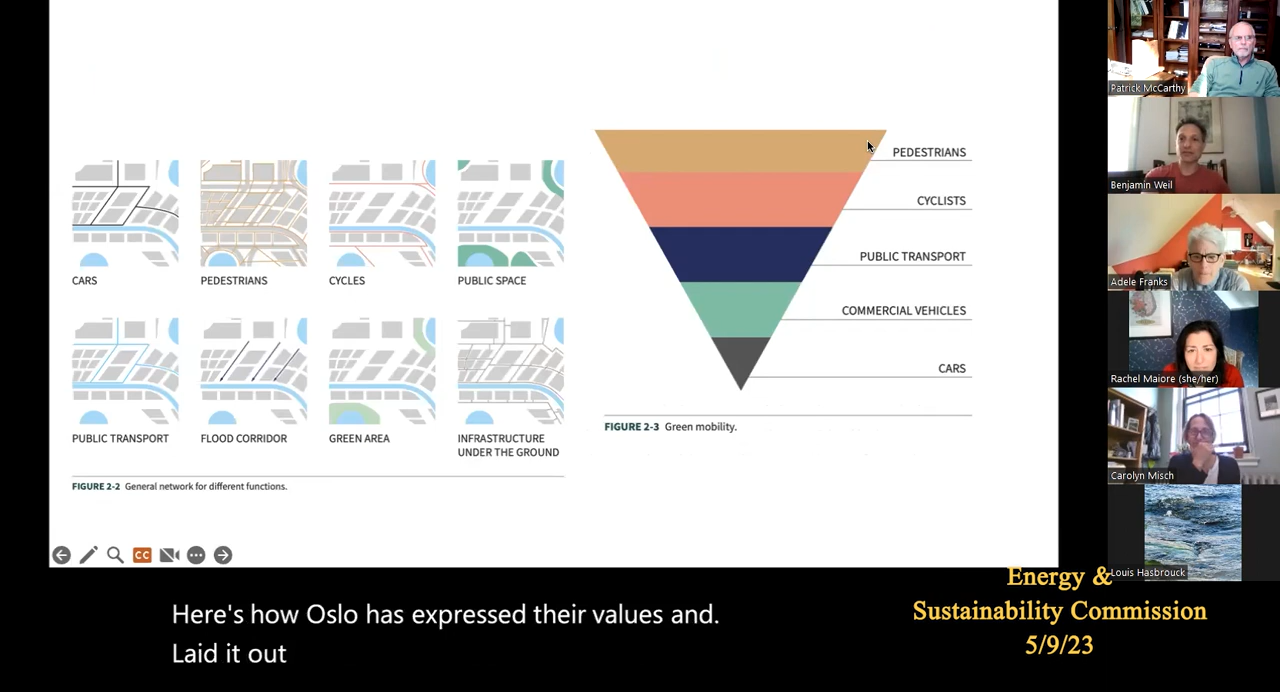 CARS
PEDESTRIANS
CYCLES
PUBLIC SPACE
PUBLIC TRANSPORT
FLOOD CORRIDOR
GREEN AREA
INFRASTRUCTURE
UNDER THE GROUND
FIGURE 2-2 General network for different functions.
PEDESTRIANS
CYCLISTS
PUBLIC TRANSPORT
COMMERCIAL VEHICLES
CARS
FIGURE 2-3 Green mobility.
CC
Patrick McCarthy
Benjamin Weil
Adele Franks
Rachel Maiore (she/her)
Carolyn Misch
Louis Hasbrouck
Here's how Oslo has expressed their values and.
Laid it out
Energy &
Sustainability Commission
5/9/23